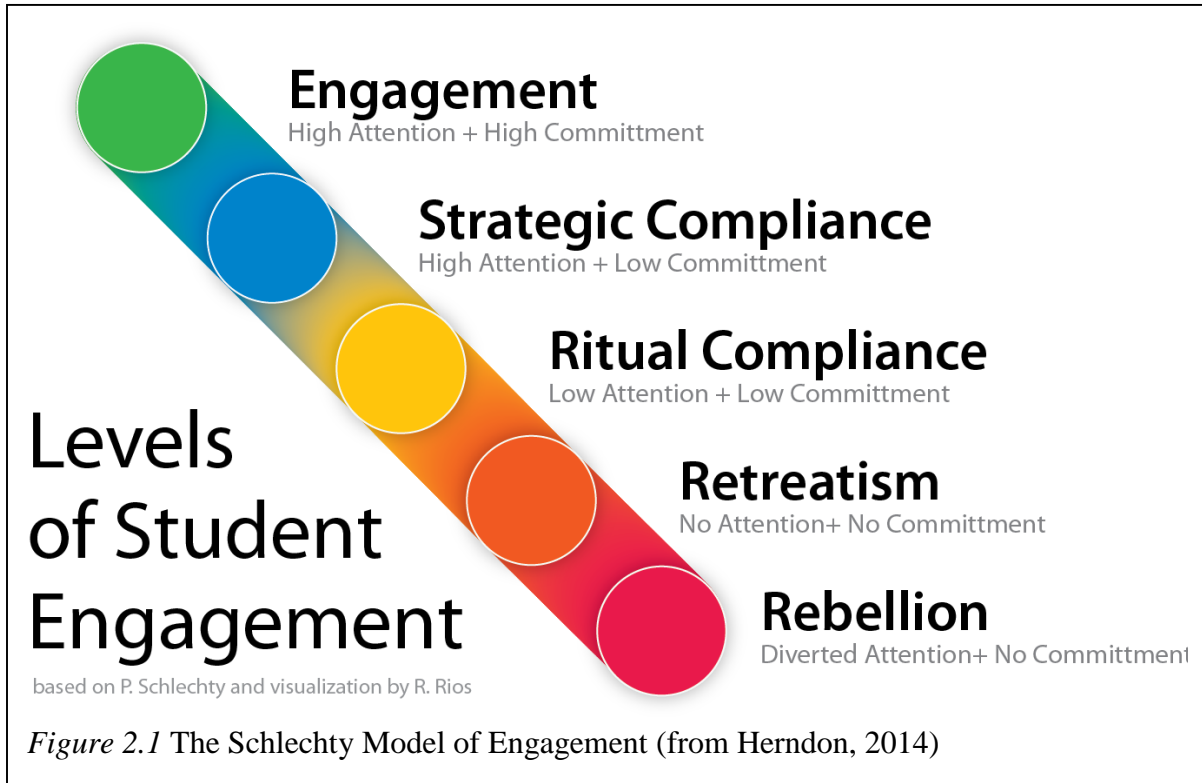 Engagement
High Attention + High Committment
Strategic Compliance
High Attention + Low Committment
Ritual Compliance
Low Attention + Low Committment
Retreatism
No Attention+ No Committment
Rebellion
Diverted Attention+ No Committment
Levels
of Student
Engagement
based on P. Schlechty and visualization by R. Rios
Figure 2.1 The Schlechty Model of Engagement (from Herndon, 2014)